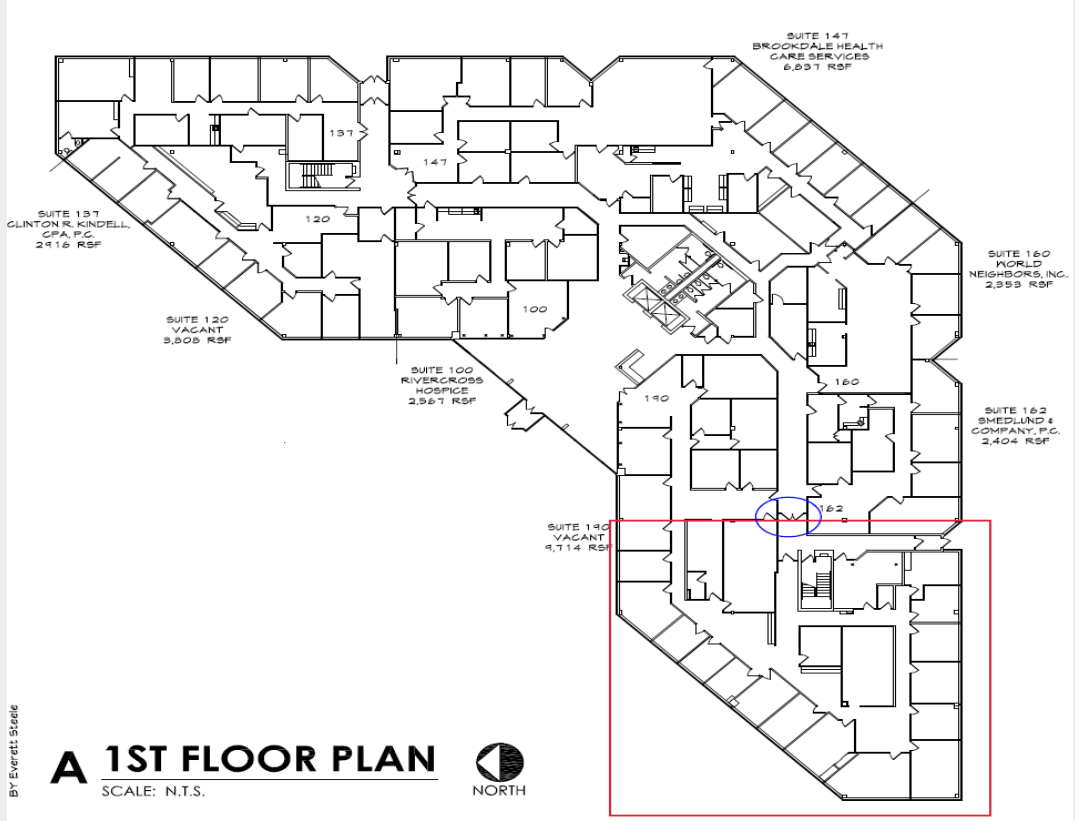 SUITE 147
BROOKDALE HEALTH
CARE SERVICES
6,837 RSF
137
147
SUITE 137
CLINTON R. KINDELL,
CPA, P.C.
2916 RSF
120
SUITE 160
WORLD
NEIGHBORS, INC.
2,353 RSF
100
SUITE 120
VACANT
3,808 RSF
SUITE 100
RIVERCROSS
HOSPICE
2,567 RSF
160
190
SUITE 162
SMEDLUND &
COMPANY, P.C.
2,404 RSF
162
SUITE 190
VACANT
9,714 RSF
BY Everett Steele
A 1ST FLOOR PLAN
SCALE: N.T.S.
NORTH